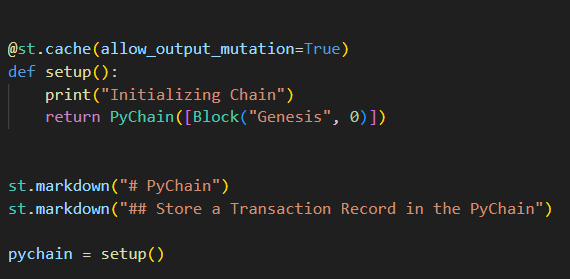 @st.cache(allow_output_mutation=True)
def setup():
    print("Initializing Chain")
    return PyChain([Block("Genesis", 0)])
st.markdown("# PyChain")
st.markdown("## Store a Transaction Record in the PyChain")
pychain = setup()